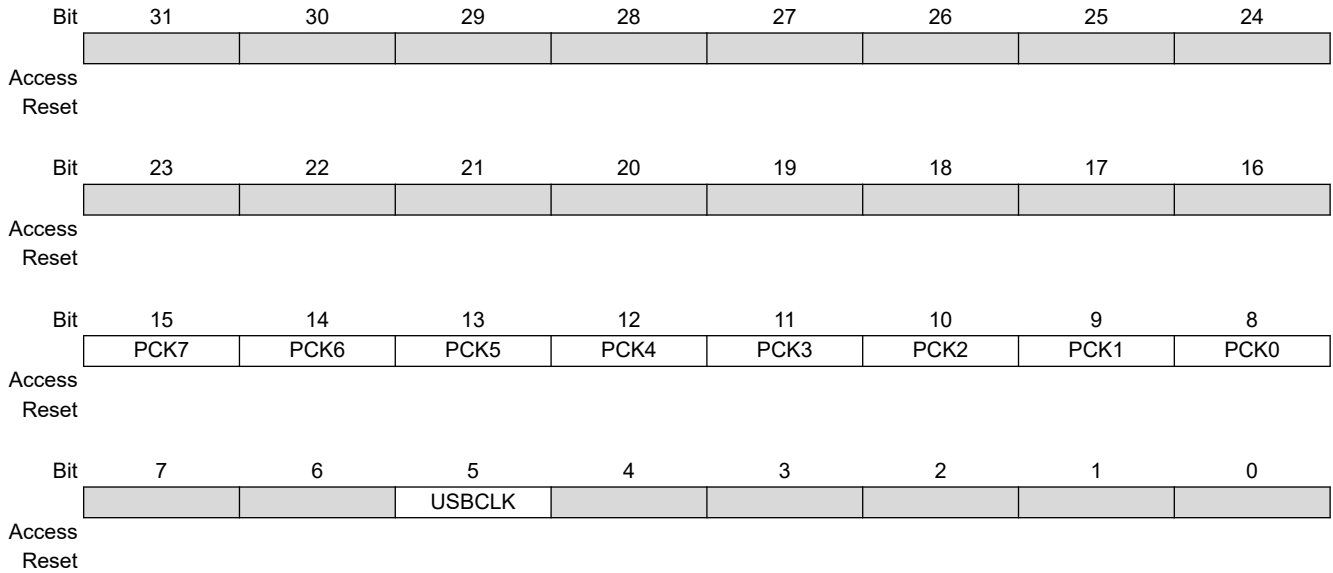 Bit 31 30 29 28 27 26 25 24
Access
Reset
Bit 23 22 21 20 19 18 17 16
Access
Reset
Bit 15 14 13 12 11 10 9 8
PCK7 PCK6 PCK5 PCK4 PCK3 PCK2 PCK1 PCK0
Access
Reset
Bit 7 6 5 4 3 2 1 0
USBCLK
Access
Reset